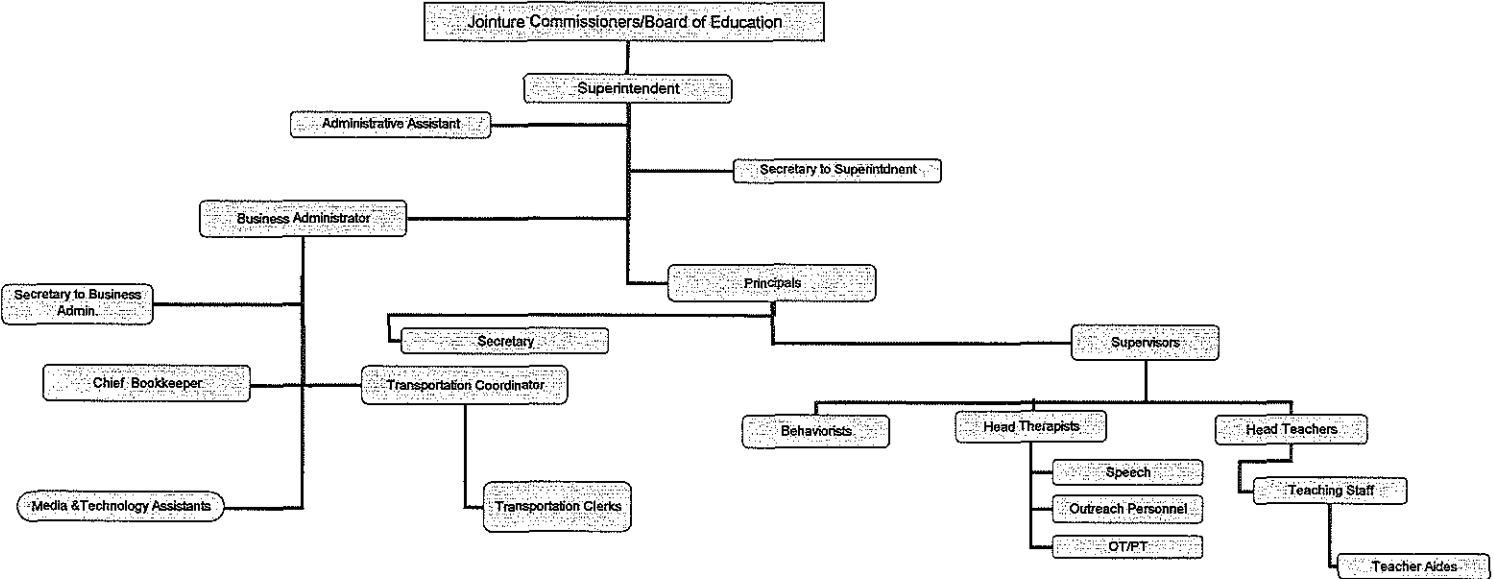 Jointure Commissioners/Board of Education
Superintendent
Administrative Assistant
Secretary to Superintdnent
Business Administrator
Principals
Secretary to Business
Admin.
Secretary
Supervisors
Chief Bookkeeper
Transportation Coordinator
Behaviorists
Head Therapists
Head Teachers
Speech
Teaching Staff
Media &Technology Assistants
Transportation Clerks
Outreach Personnel
OT/PT
Teacher Aides